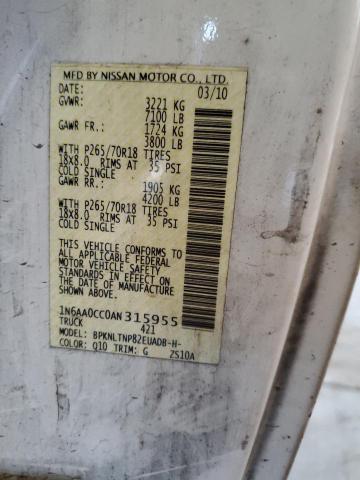 MFD BY NISSAN MOTOR CO., LTD.
DATE: 03/10
GVWR: 3221 KG
7100 LB
GAWR FR.: 1724 KG
3800 LB
WITH P265/70R18 TIRES
18X8.0 RIMS AT 35 PSI
COLD SINGLE
GAWR RR.: 1905 KG
4200 LB
WITH P265/70R18 TIRES
18X8.0 RIMS AT 35 PSI
COLD SINGLE
THIS VEHICLE CONFORMS TO
ALL APPLICABLE FEDERAL
MOTOR VEHICLE SAFETY
STANDARDS IN EFFECT ON
THE DATE OF MANUFACTURE
SHOWN ABOVE.
1N6AA0CC0AN315955
TRUCK 421
MODEL: BPKNLTNP82EUADB-H-
COLOR: Q10 TRIM: G ZS10A